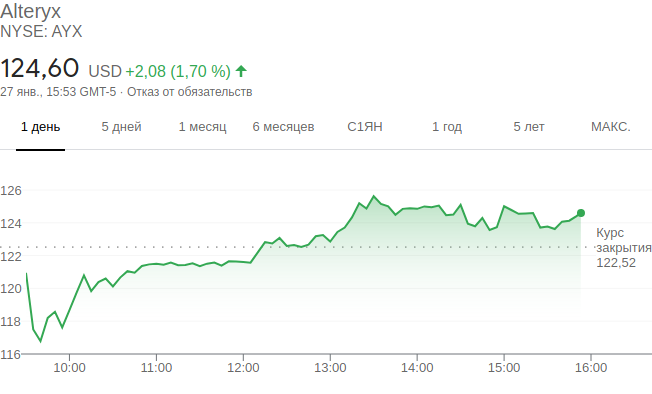 Alteryx
NYSE: AYX
124,60 USD +2,08 (1,70 %)
27 янв., 15:53 GMT-5 · Отказ от обязательств
1 день 5 дней 1 месяц 6 месяцев С1ЯН 1 год 5 лет МАКС.
126
124
Курс
закрытия
122,52
122
120
118
116
10:00 11:00 12:00 13:00 14:00 15:00 16:00